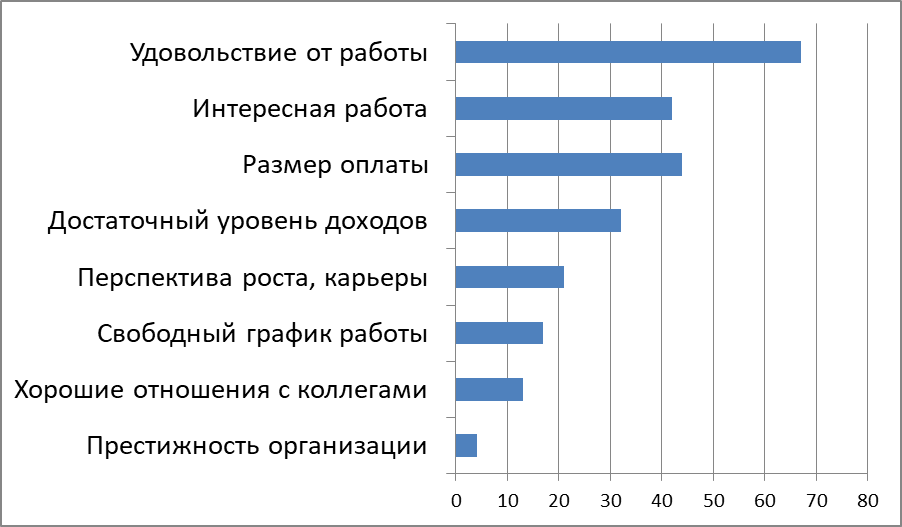 Удовольствие от работы
Интересная работа
Размер оплаты
Достаточный уровень доходов
Перспектива роста, карьеры
Свободный график работы
Хорошие отношения с коллегами
Престижность организации
0 10 20 30 40 50 60 70 80